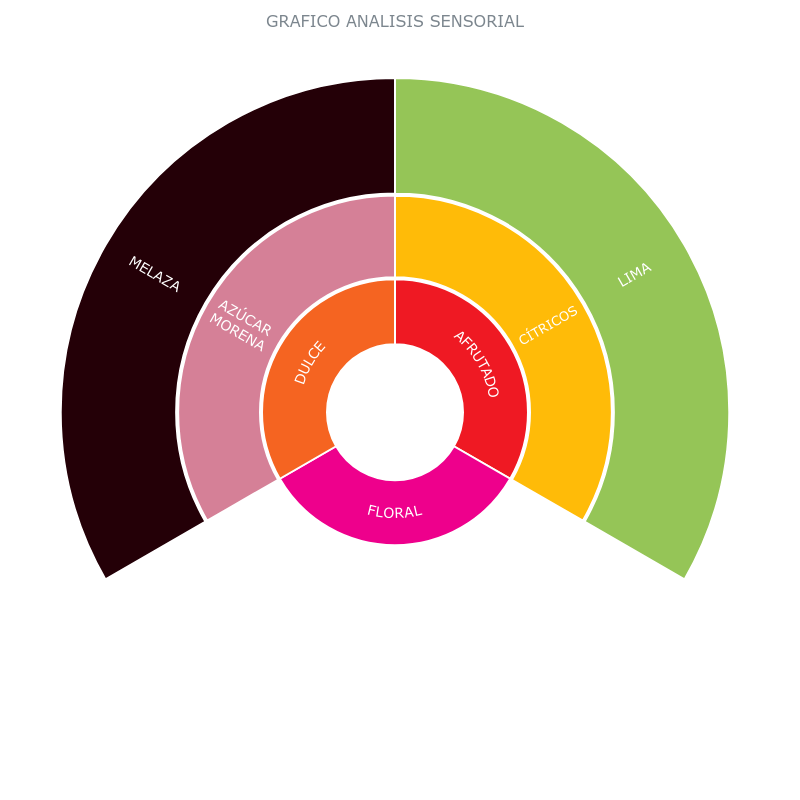 GRAFICO ANALISIS SENSORIAL
MELAZA
AZÚCAR
MORENA
DULCE
AFRUTADO
CÍTRICOS
LIMA
FLORAL